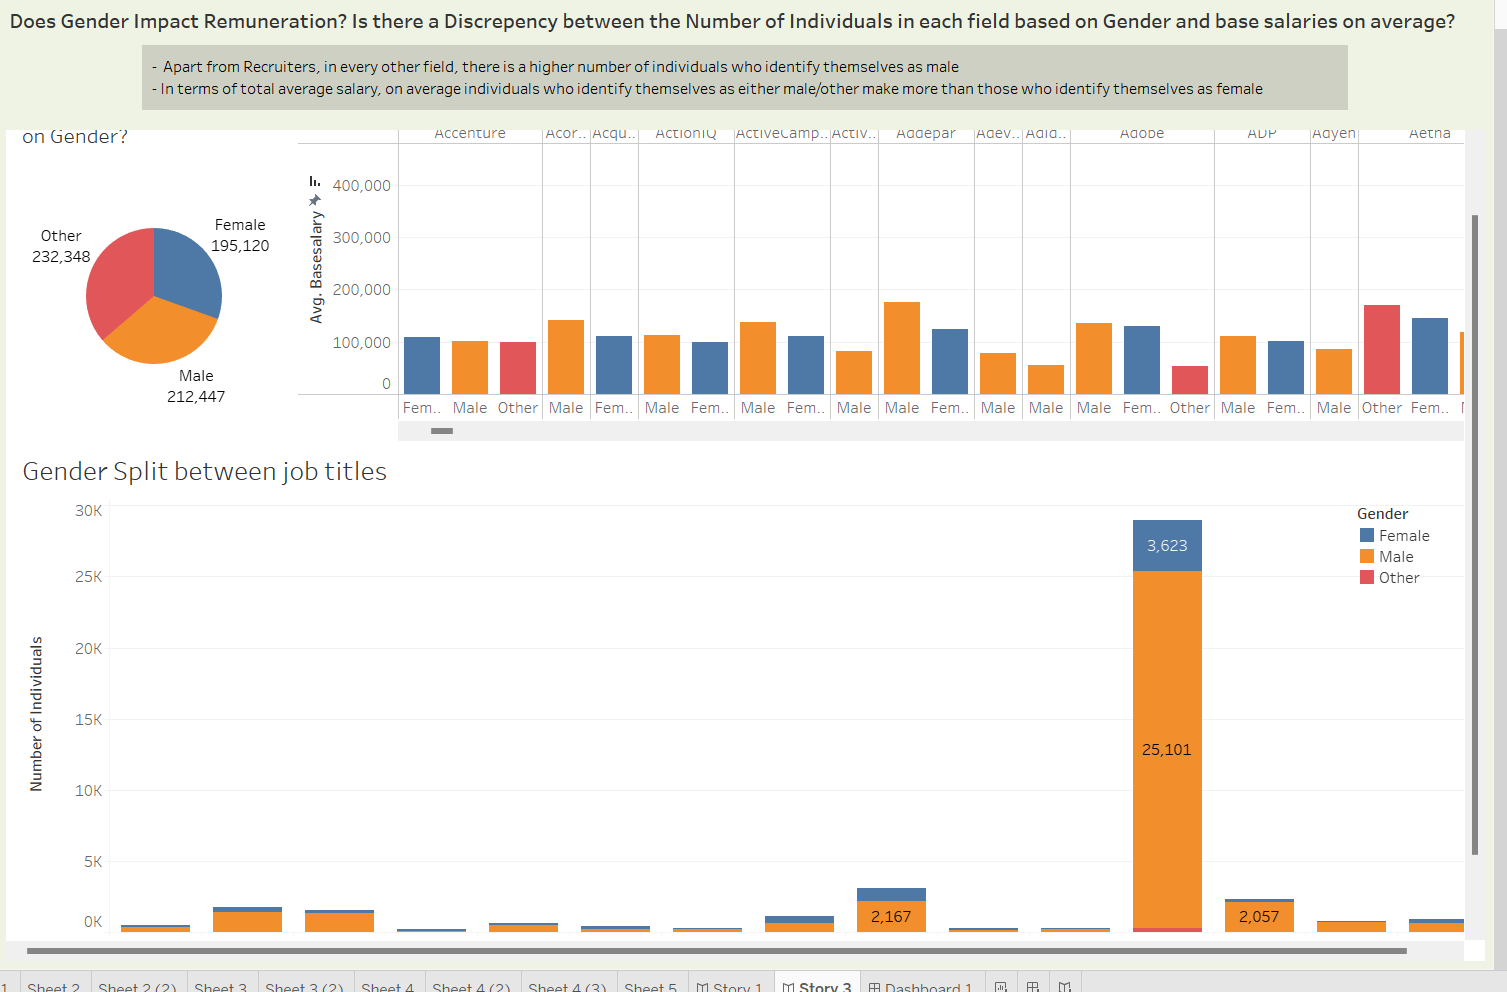 Does Gender Impact Remuneration? Is there a Discrepency between the Number of Individuals in each field based on Gender and base salaries on average?
- Apart from Recruiters, in every other field, there is a higher number of individuals who identify themselves as male
- In terms of total average salary, on average individuals who identify themselves as either male/other make more than those who identify themselves as female
on Gender?
Accenture Acor.. Acqu.. ActionIQ ActiveCamp.. Activ.. Addepar Adev.. Adid.. Adobe ADP Adyen Aetna
400,000
300,000
200,000
100,000
0
Avg. Basesalary
Fem.. Male Other Male Fem.. Male Fem.. Male Fem.. Male Male Fem.. Male Male Male Fem.. Other Male Fem.. Male Other Fem..
Other
232,348
Female
195,120
Male
212,447
Gender Split between job titles
Number of Individuals
30K
25K
20K
15K
10K
5K
0K
3,623
25,101
2,167
2,057
Gender
Female
Male
Other
1 Sheet 2 Sheet 2 (2) Sheet 3 Sheet 3 (2) Sheet 4 Sheet 4 (2) Sheet 4 (3) Sheet 5 Story 1 Story 3 Dashboard 1